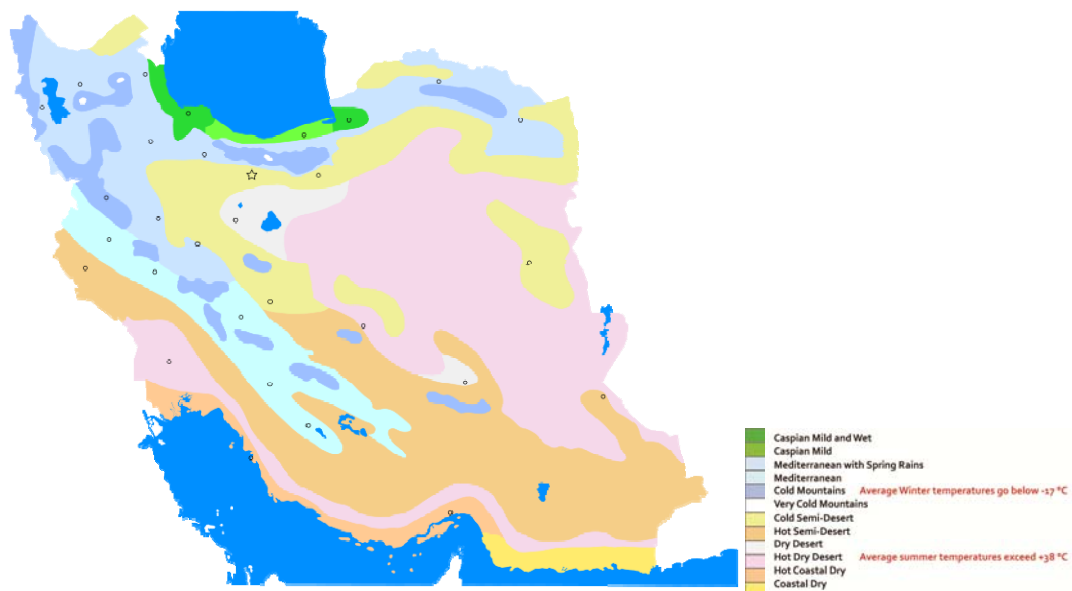 Caspian Mild and Wet
Caspian Mild
Mediterranean with Spring Rains
Mediterranean
Cold Mountains Average Winter temperatures go below -17 °C
Very Cold Mountains
Cold Semi-Desert
Hot Semi-Desert
Dry Desert
Hot Dry Desert Average summer temperatures exceed +38 °C
Hot Coastal Dry
Coastal Dry